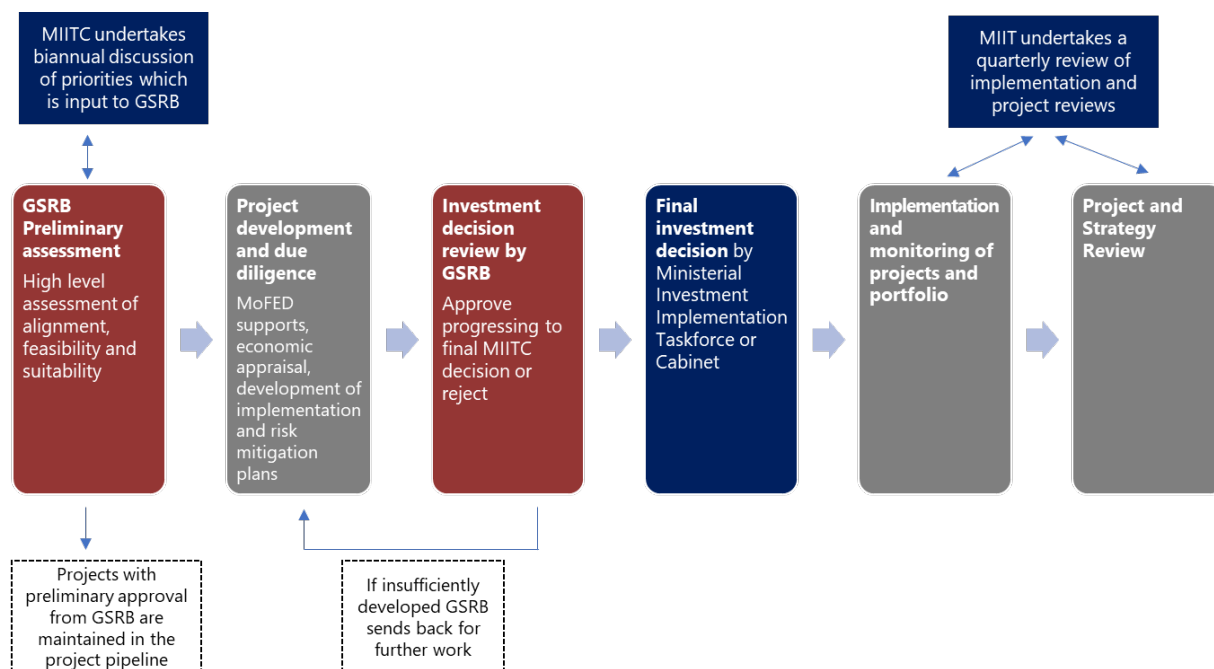 MIITC undertakes
biannual discussion
of priorities which
is input to GSRB
MIIT undertakes a
quarterly review of
implementation and
project reviews
GSRB
Preliminary
assessment
High level
assessment of
alignment,
feasibility and
suitability
Project
development
and due
diligence
MoFED
supports,
economic
appraisal,
development of
implementation
and risk
mitigation
plans
Investment
decision
review by
GSRB
Approve
progressing to
final MIITC
decision or
reject
Final
investment
decision by
Ministerial
Investment
Implementation
Taskforce or
Cabinet
Implementation
and
monitoring of
projects and
portfolio
Project and
Strategy
Review
Projects with
preliminary approval
from GSRB are
maintained in the
project pipeline
If insufficiently
developed GSRB
sends back for
further work